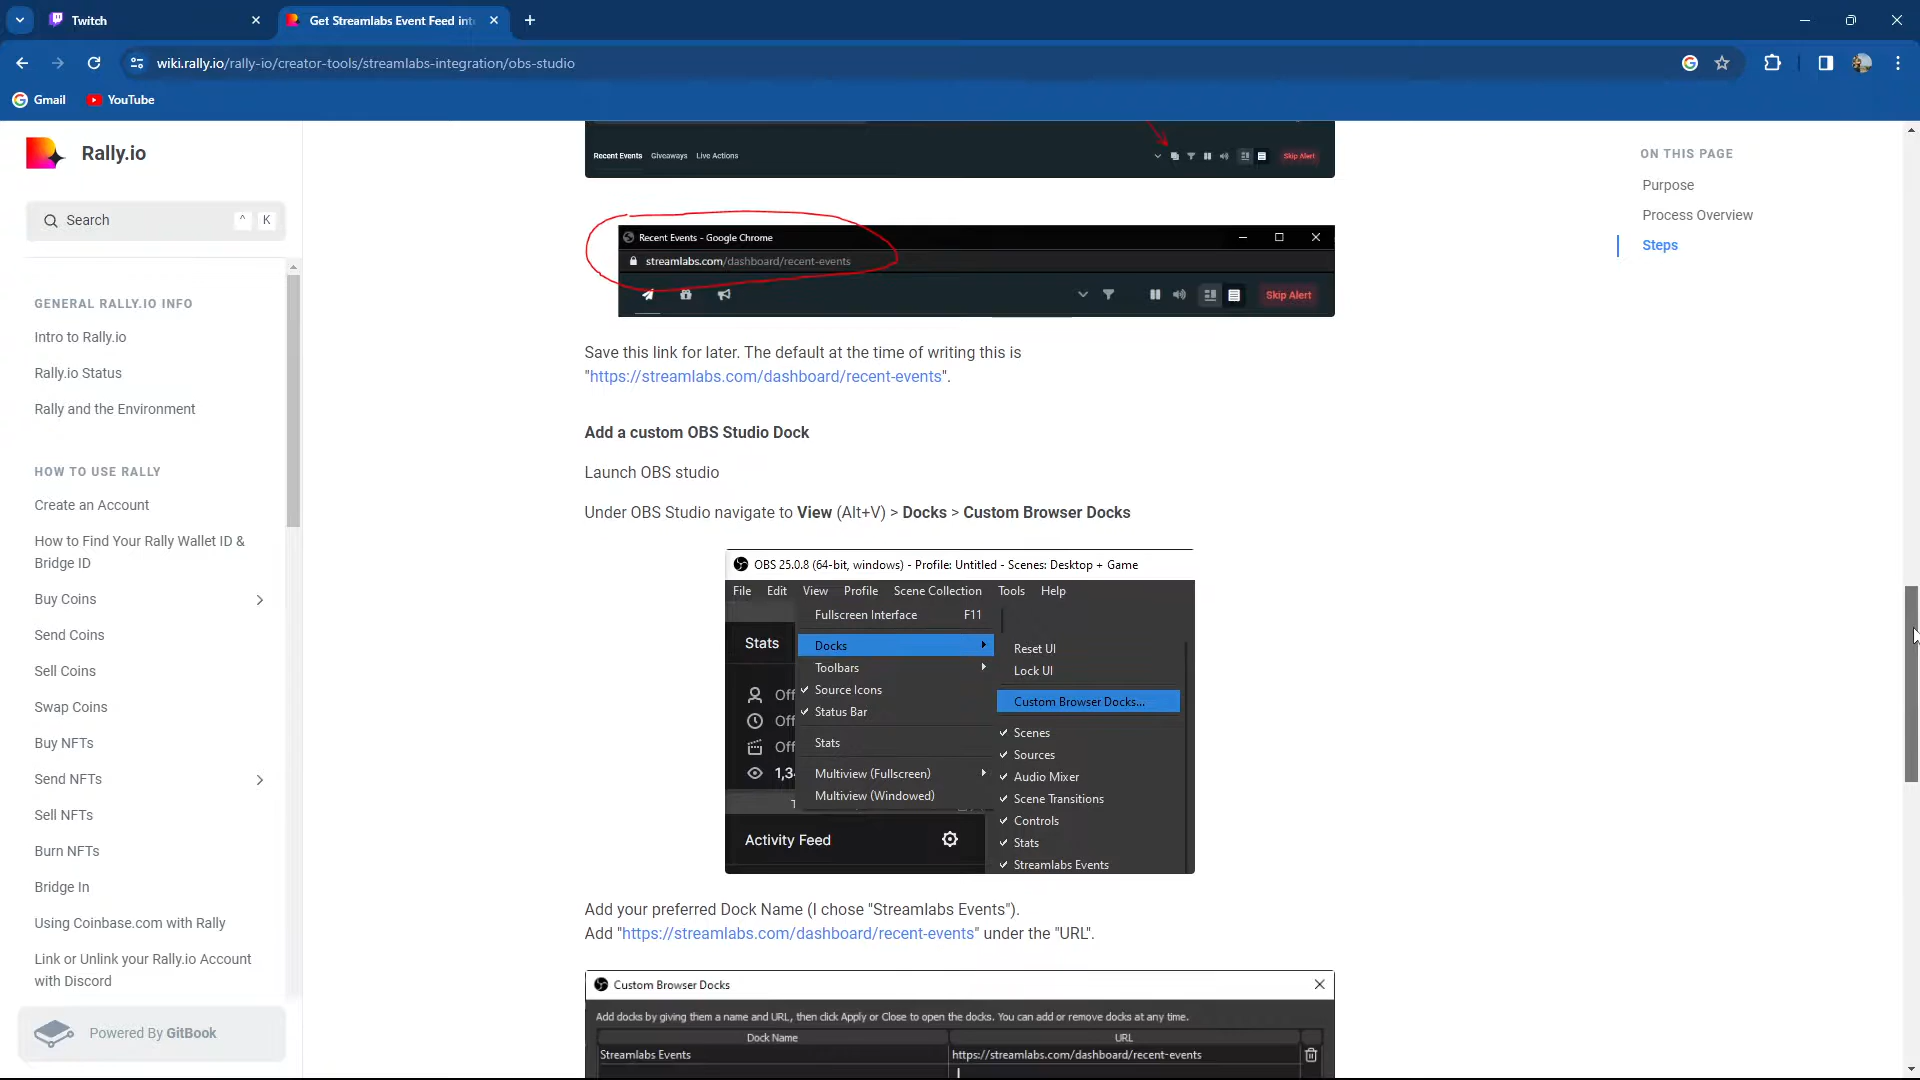 Twitch
Get Streamlabs Event Feed int
wiki.rally.io/rally-io/creator-tools/streamlabs-integration/obs-studio
Gmail
YouTube
Rally.io
Search
^ K
GENERAL RALLY.IO INFO
Intro to Rally.io
Rally.io Status
Rally and the Environment
HOW TO USE RALLY
Create an Account
How to Find Your Rally Wallet ID &
Bridge ID
Buy Coins
Send Coins
Sell Coins
Swap Coins
Buy NFTs
Send NFTs
Sell NFTs
Burn NFTs
Bridge In
Using Coinbase.com with Rally
Link or Unlink your Rally.io Account
with Discord
Powered By GitBook
Recent Events Giveaways Live Actions
Skip Alert
Recent Events - Google Chrome
streamlabs.com/dashboard/recent-events
Skip Alert
Save this link for later. The default at the time of writing this is
"https://streamlabs.com/dashboard/recent-events".
Add a custom OBS Studio Dock
Launch OBS studio
Under OBS Studio navigate to View (Alt+V) > Docks > Custom Browser Docks
OBS 25.0.8 (64-bit, windows) - Profile: Untitled - Scenes: Desktop + Game
File Edit View Profile Scene Collection Tools Help
Fullscreen Interface F11
Stats
Docks
Toolbars
Source Icons
Status Bar
Stats
Multiview (Fullscreen)
Multiview (Windowed)
Off
Off
Off
1,34
Reset UI
Lock UI
Custom Browser Docks...
Scenes
Sources
Audio Mixer
Scene Transitions
Controls
Stats
Streamlabs Events
Activity Feed
Add your preferred Dock Name (I chose "Streamlabs Events").
Add "https://streamlabs.com/dashboard/recent-events" under the "URL".
Custom Browser Docks
Add docks by giving them a name and URL, then click Apply or Close to open the docks. You can add or remove docks at any time.
Dock Name URL
Streamlabs Events https://streamlabs.com/dashboard/recent-events
ON THIS PAGE
Purpose
Process Overview
Steps